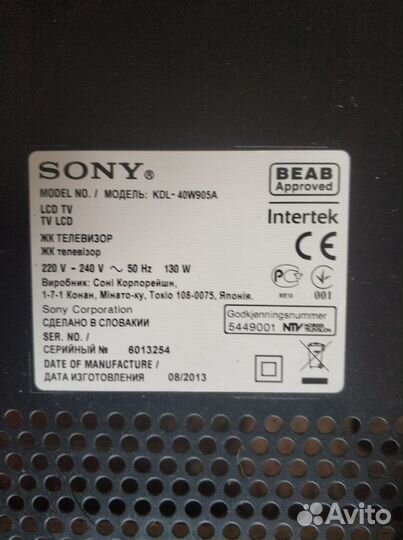 SONY®
BEAB
Approved
MODEL NO. / МОДЕЛЬ: KDL-40W905A
LCD TV
TV LCD
Intertek
ЖК ТЕЛЕВИЗОР
ЖК телевізор
CE
220 V - 240 V ~ 50 Hz 130 W
Виробник: Соні Корпорейшн,
1-7-1 Конан, Мінато-ку, Токіо 108-0075, Японія.
001
Sony Corporation
СДЕЛАНО В СЛОВАКИИ
Godkjenningsnummer
5449001
SER. NO. /
СЕРИЙНЫЙ № 6013254
DATE OF MANUFACTURE /
ДАТА ИЗГОТОВЛЕНИЯ 08/2013
Avito